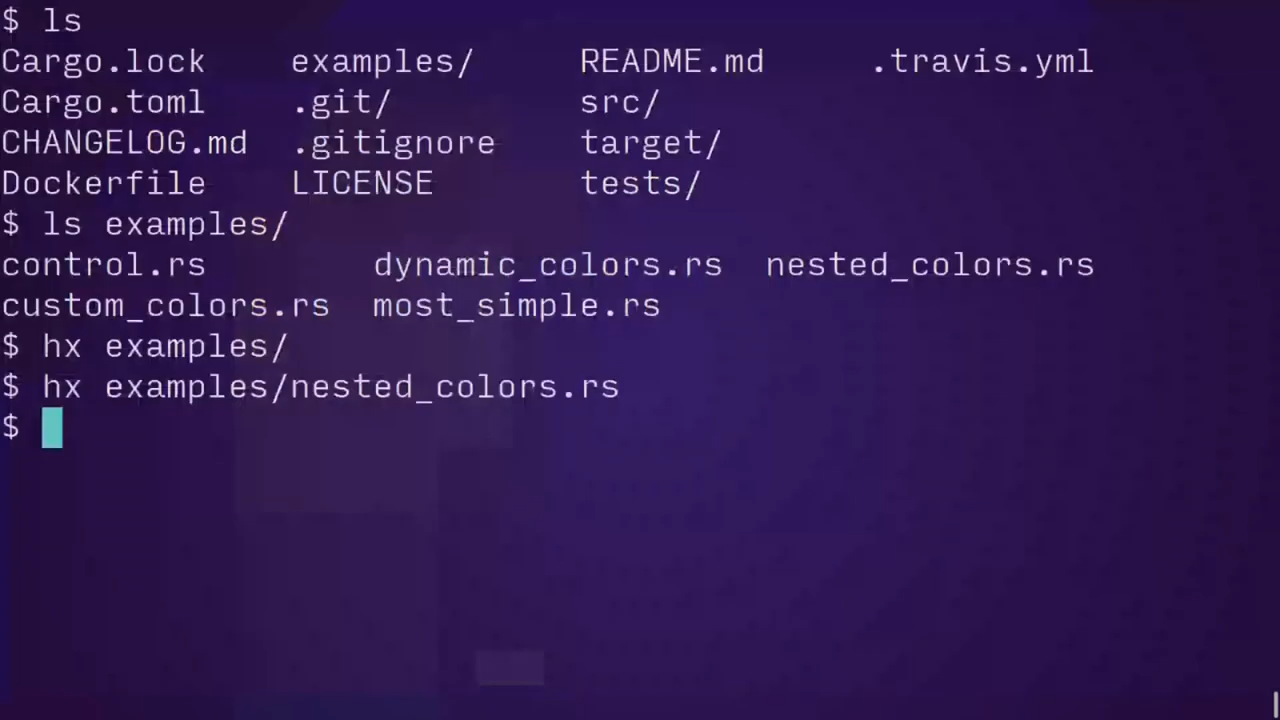 $ ls
Cargo.lock examples/ README.md .travis.yml
Cargo.toml .git/ src/
CHANGELOG.md .gitignore target/
Dockerfile LICENSE tests/
$ ls examples/
control.rs dynamic_colors.rs nested_colors.rs
custom_colors.rs most_simple.rs
$ hx examples/
$ hx examples/nested_colors.rs
$